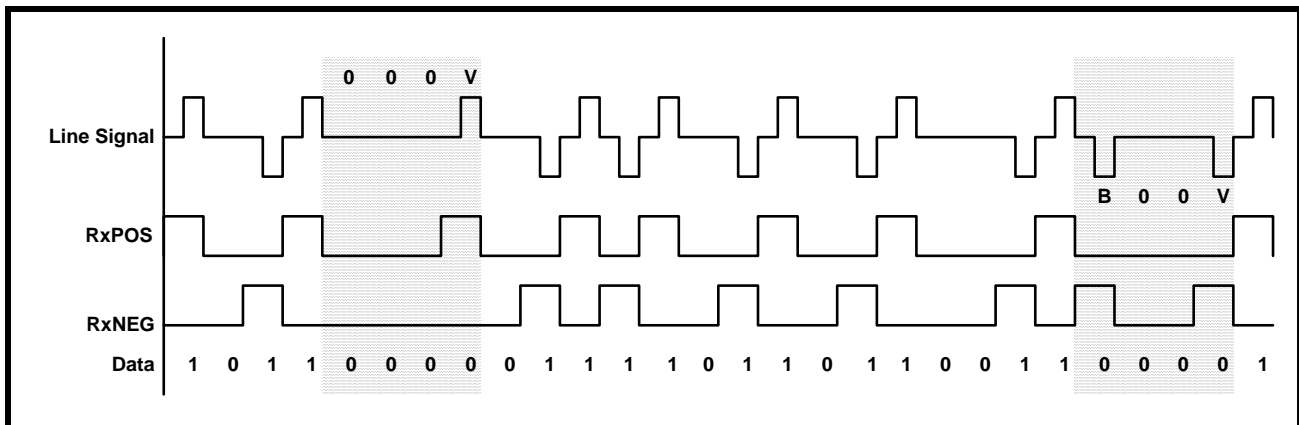 0 0 0 V
Line Signal
B 0 0 V
RxPOS
RxNEG
Data 1 0 1 1 0 0 0 0 0 1 1 1 1 0 1 1 0 1 1 0 0 1 1 0 0 0 0 1